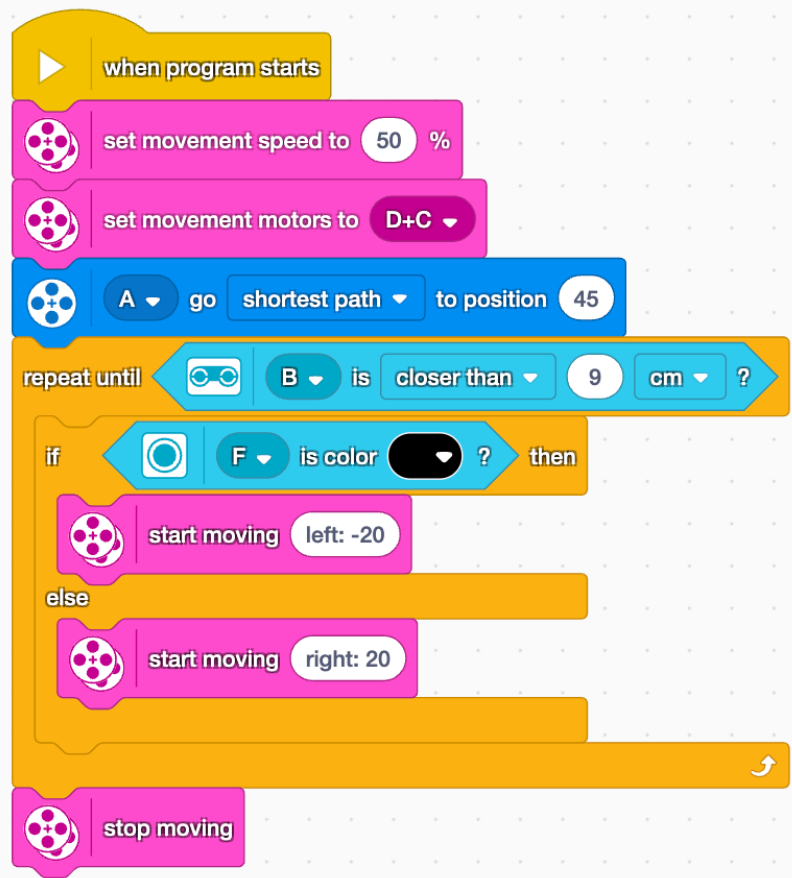 when program starts
set movement speed to 50 %
set movement motors to D+C
A go shortest path to position 45
repeat until B is closer than 9 cm ?
if F is color ? then
start moving left: -20
else
start moving right: 20
stop moving